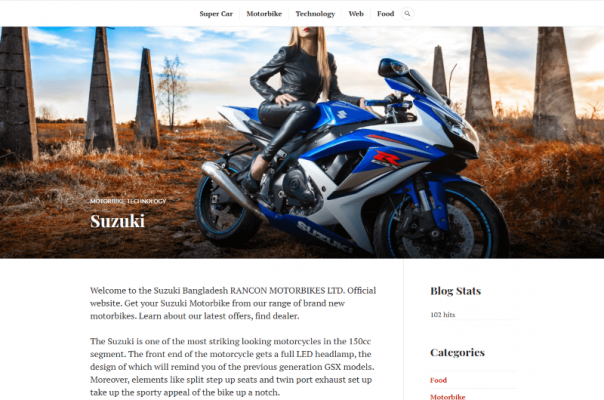 Super Car Motorbike Technology Web Food
SUZUKI
R
MOTORBIKE, TECHNOLOGY
Suzuki
Welcome to the Suzuki Bangladesh RANCON MOTORBIKES LTD. Official
website. Get your Suzuki Motorbike from our range of brand new
motorbikes. Learn about our latest offers, find dealer.
The Suzuki is one of the most striking looking motorcycles in the 150cc
segment. The front end of the motorcycle gets a full LED headlamp, the
design of which will remind you of the previous generation GSX models.
Moreover, elements like split step up seats and twin port exhaust set up
take up the sporty appeal of the bike up a notch.
Blog Stats
102 hits
Categories
Food
Motorbike